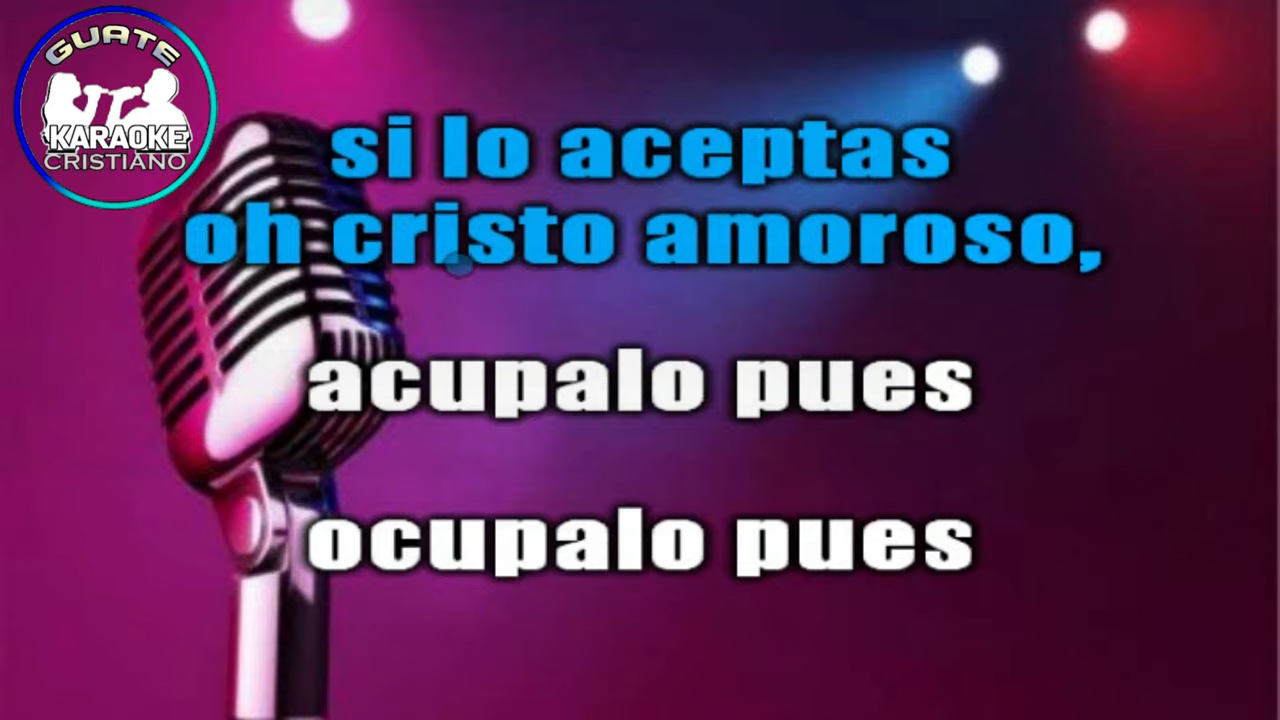 GUATE
KARAOKE
CRISTIANO
si lo aceptas
oh cristo amoroso,
acupalo pues
ocupalo pues